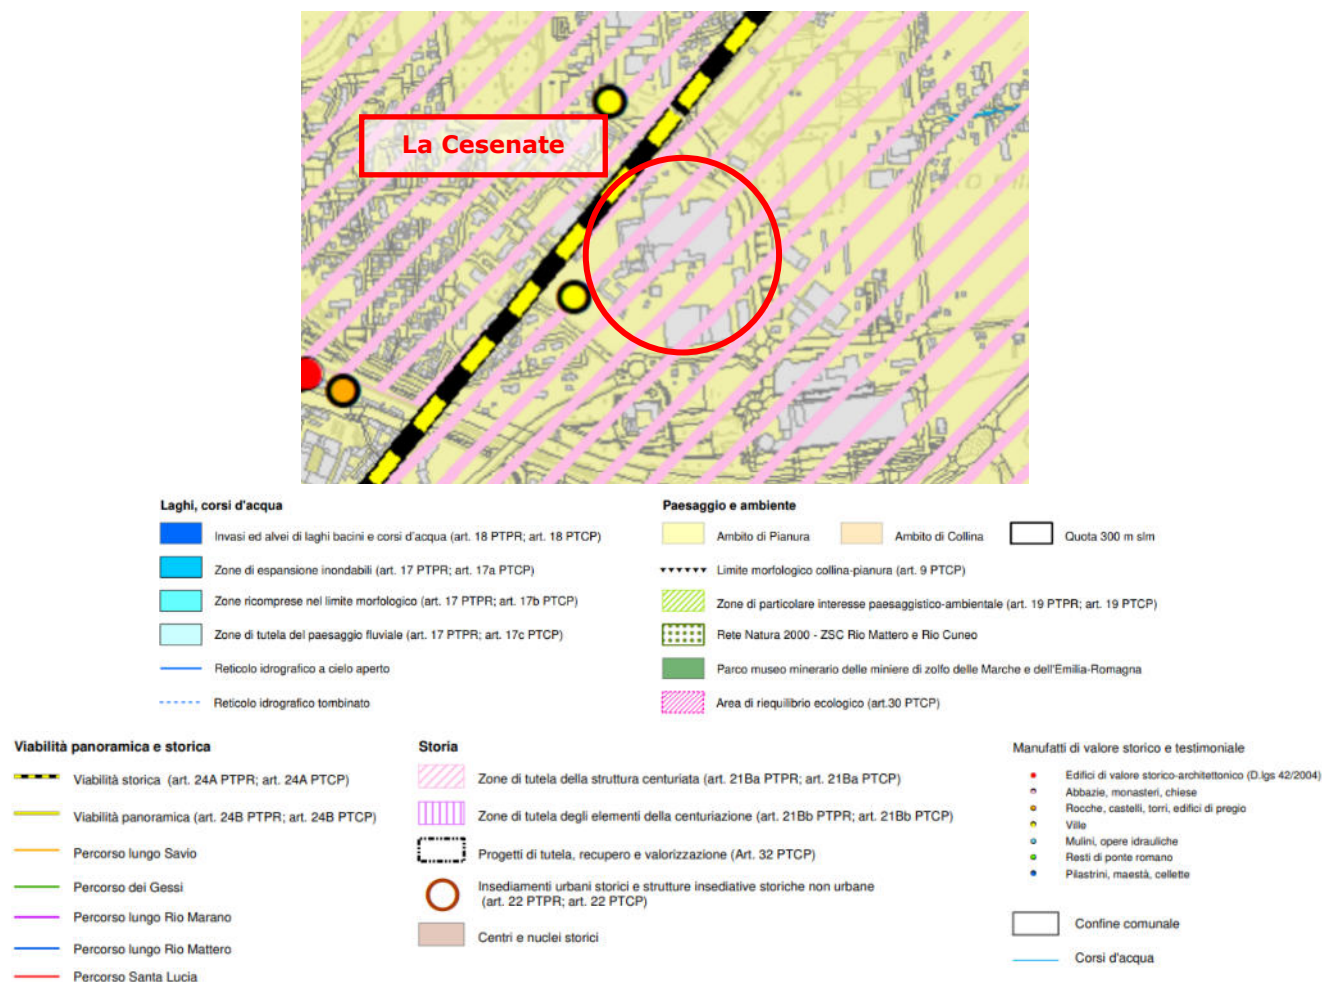 La Cesenate
Laghi, corsi d'acqua
Invasi ed alvei di laghi bacini e corsi d'acqua (art. 18 PTPR; art. 18 PTCP)
Zone di espansione inondabili (art. 17 PTPR; art. 17a PTCP)
Zone ricomprese nel limite morfologico (art. 17 PTPR; art. 17b PTCP)
Zone di tutela del paesaggio fluviale (art. 17 PTPR; art. 17c PTCP)
Reticolo idrografico a cielo aperto
Reticolo idrografico tombinato
Paesaggio e ambiente
Ambito di Pianura Ambito di Collina Quota 300 m slm
Limite morfologico collina-pianura (art. 9 PTCP)
Zone di particolare interesse paesaggistico-ambientale (art. 19 PTPR; art. 19 PTCP)
Rete Natura 2000 - ZSC Rio Mattero e Rio Cuneo
Parco museo minerario delle miniere di zolfo delle Marche e dell'Emilia-Romagna
Area di riequilibrio ecologico (art.30 PTCP)
Viabilità panoramica e storica
Viabilità storica (art. 24A PTPR; art. 24A PTCP)
Viabilità panoramica (art. 24B PTPR; art. 24B PTCP)
Percorso lungo Savio
Percorso dei Gessi
Percorso lungo Rio Marano
Percorso lungo Rio Mattero
Percorso Santa Lucia
Storia
Zone di tutela della struttura centuriata (art. 21Ba PTPR; art. 21Ba PTCP)
Zone di tutela degli elementi della centuriazione (art. 21Bb PTPR; art. 21Bb PTCP)
Progetti di tutela, recupero e valorizzazione (Art. 32 PTCP)
Insediamenti urbani storici e strutture insediative storiche non urbane
(art. 22 PTPR; art. 22 PTCP)
Centri e nuclei storici
Manufatti di valore storico e testimoniale
Edifici di valore storico-architettonico (D.lgs 42/2004)
Abbazie, monasteri, chiese
Rocche, castelli, torri, edifici di pregio
Ville
Mulini, opere idrauliche
Resti di ponte romano
Pilastrini, maestà, cellette
Confine comunale
Corsi d'acqua